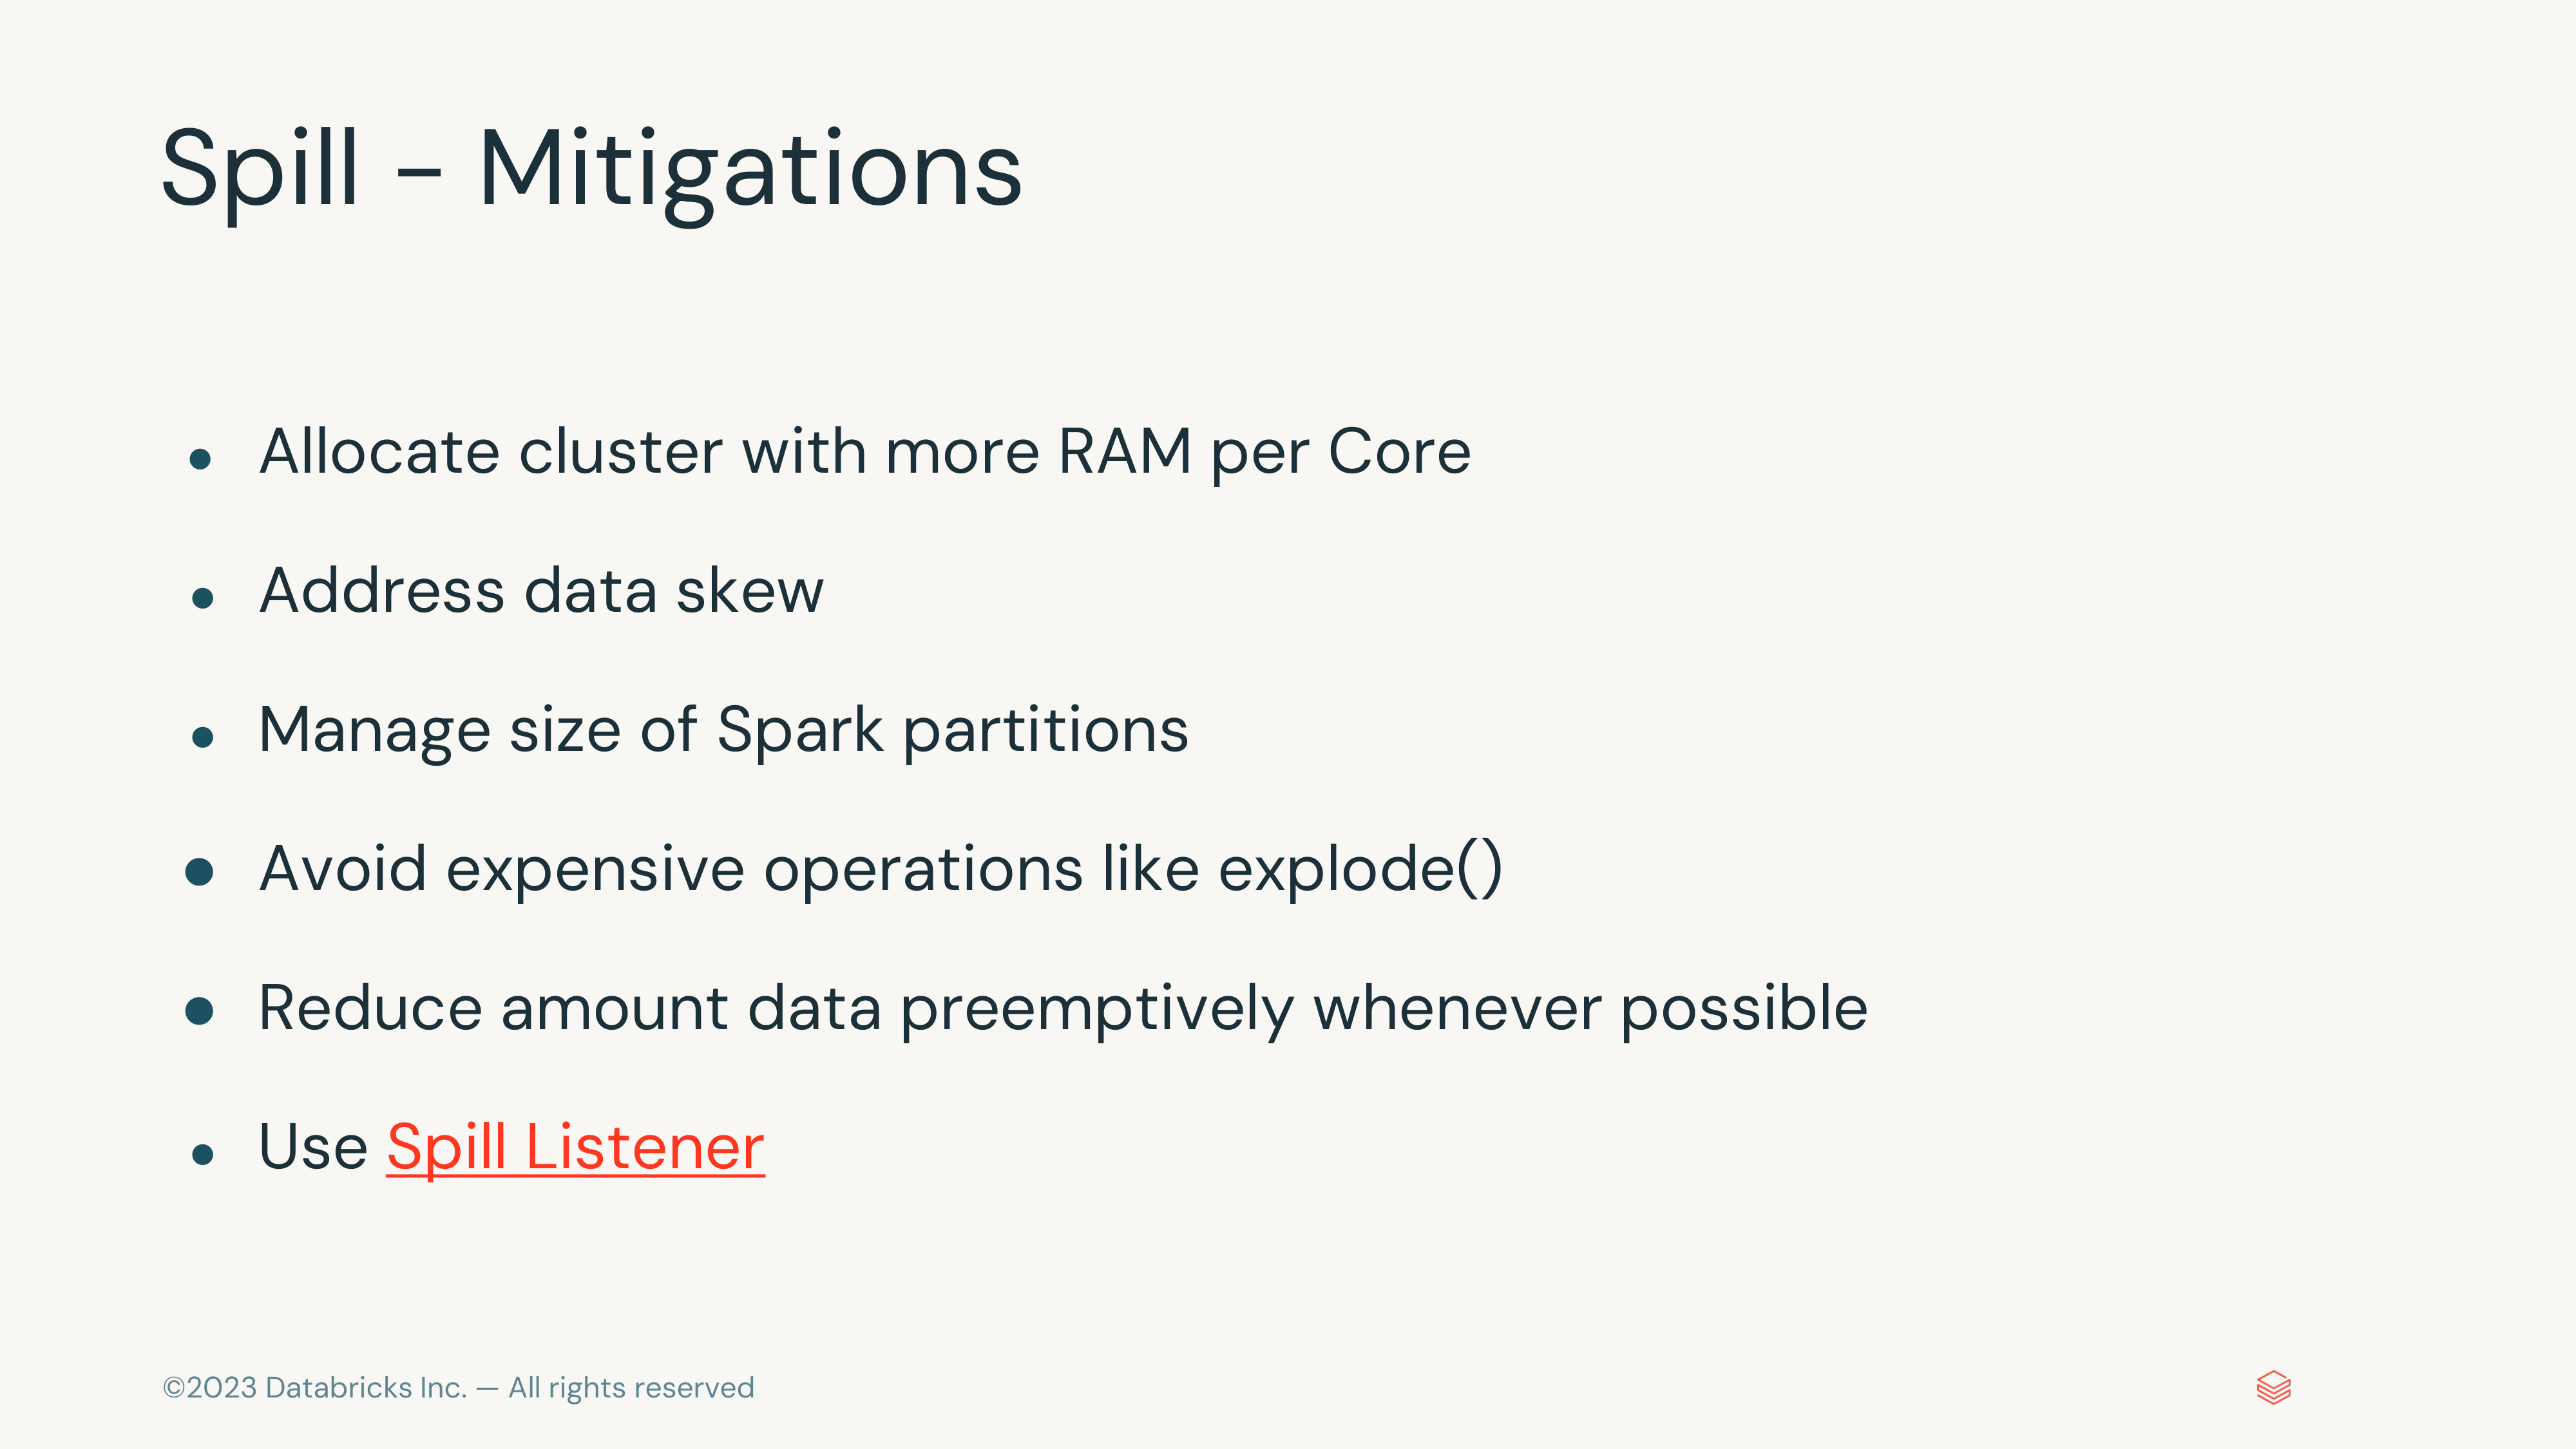 Spill - Mitigations
● Allocate cluster with more RAM per Core
● Address data skew
● Manage size of Spark partitions
● Avoid expensive operations like explode()
● Reduce amount data preemptively whenever possible
● Use Spill Listener
©2023 Databricks Inc. — All rights reserved